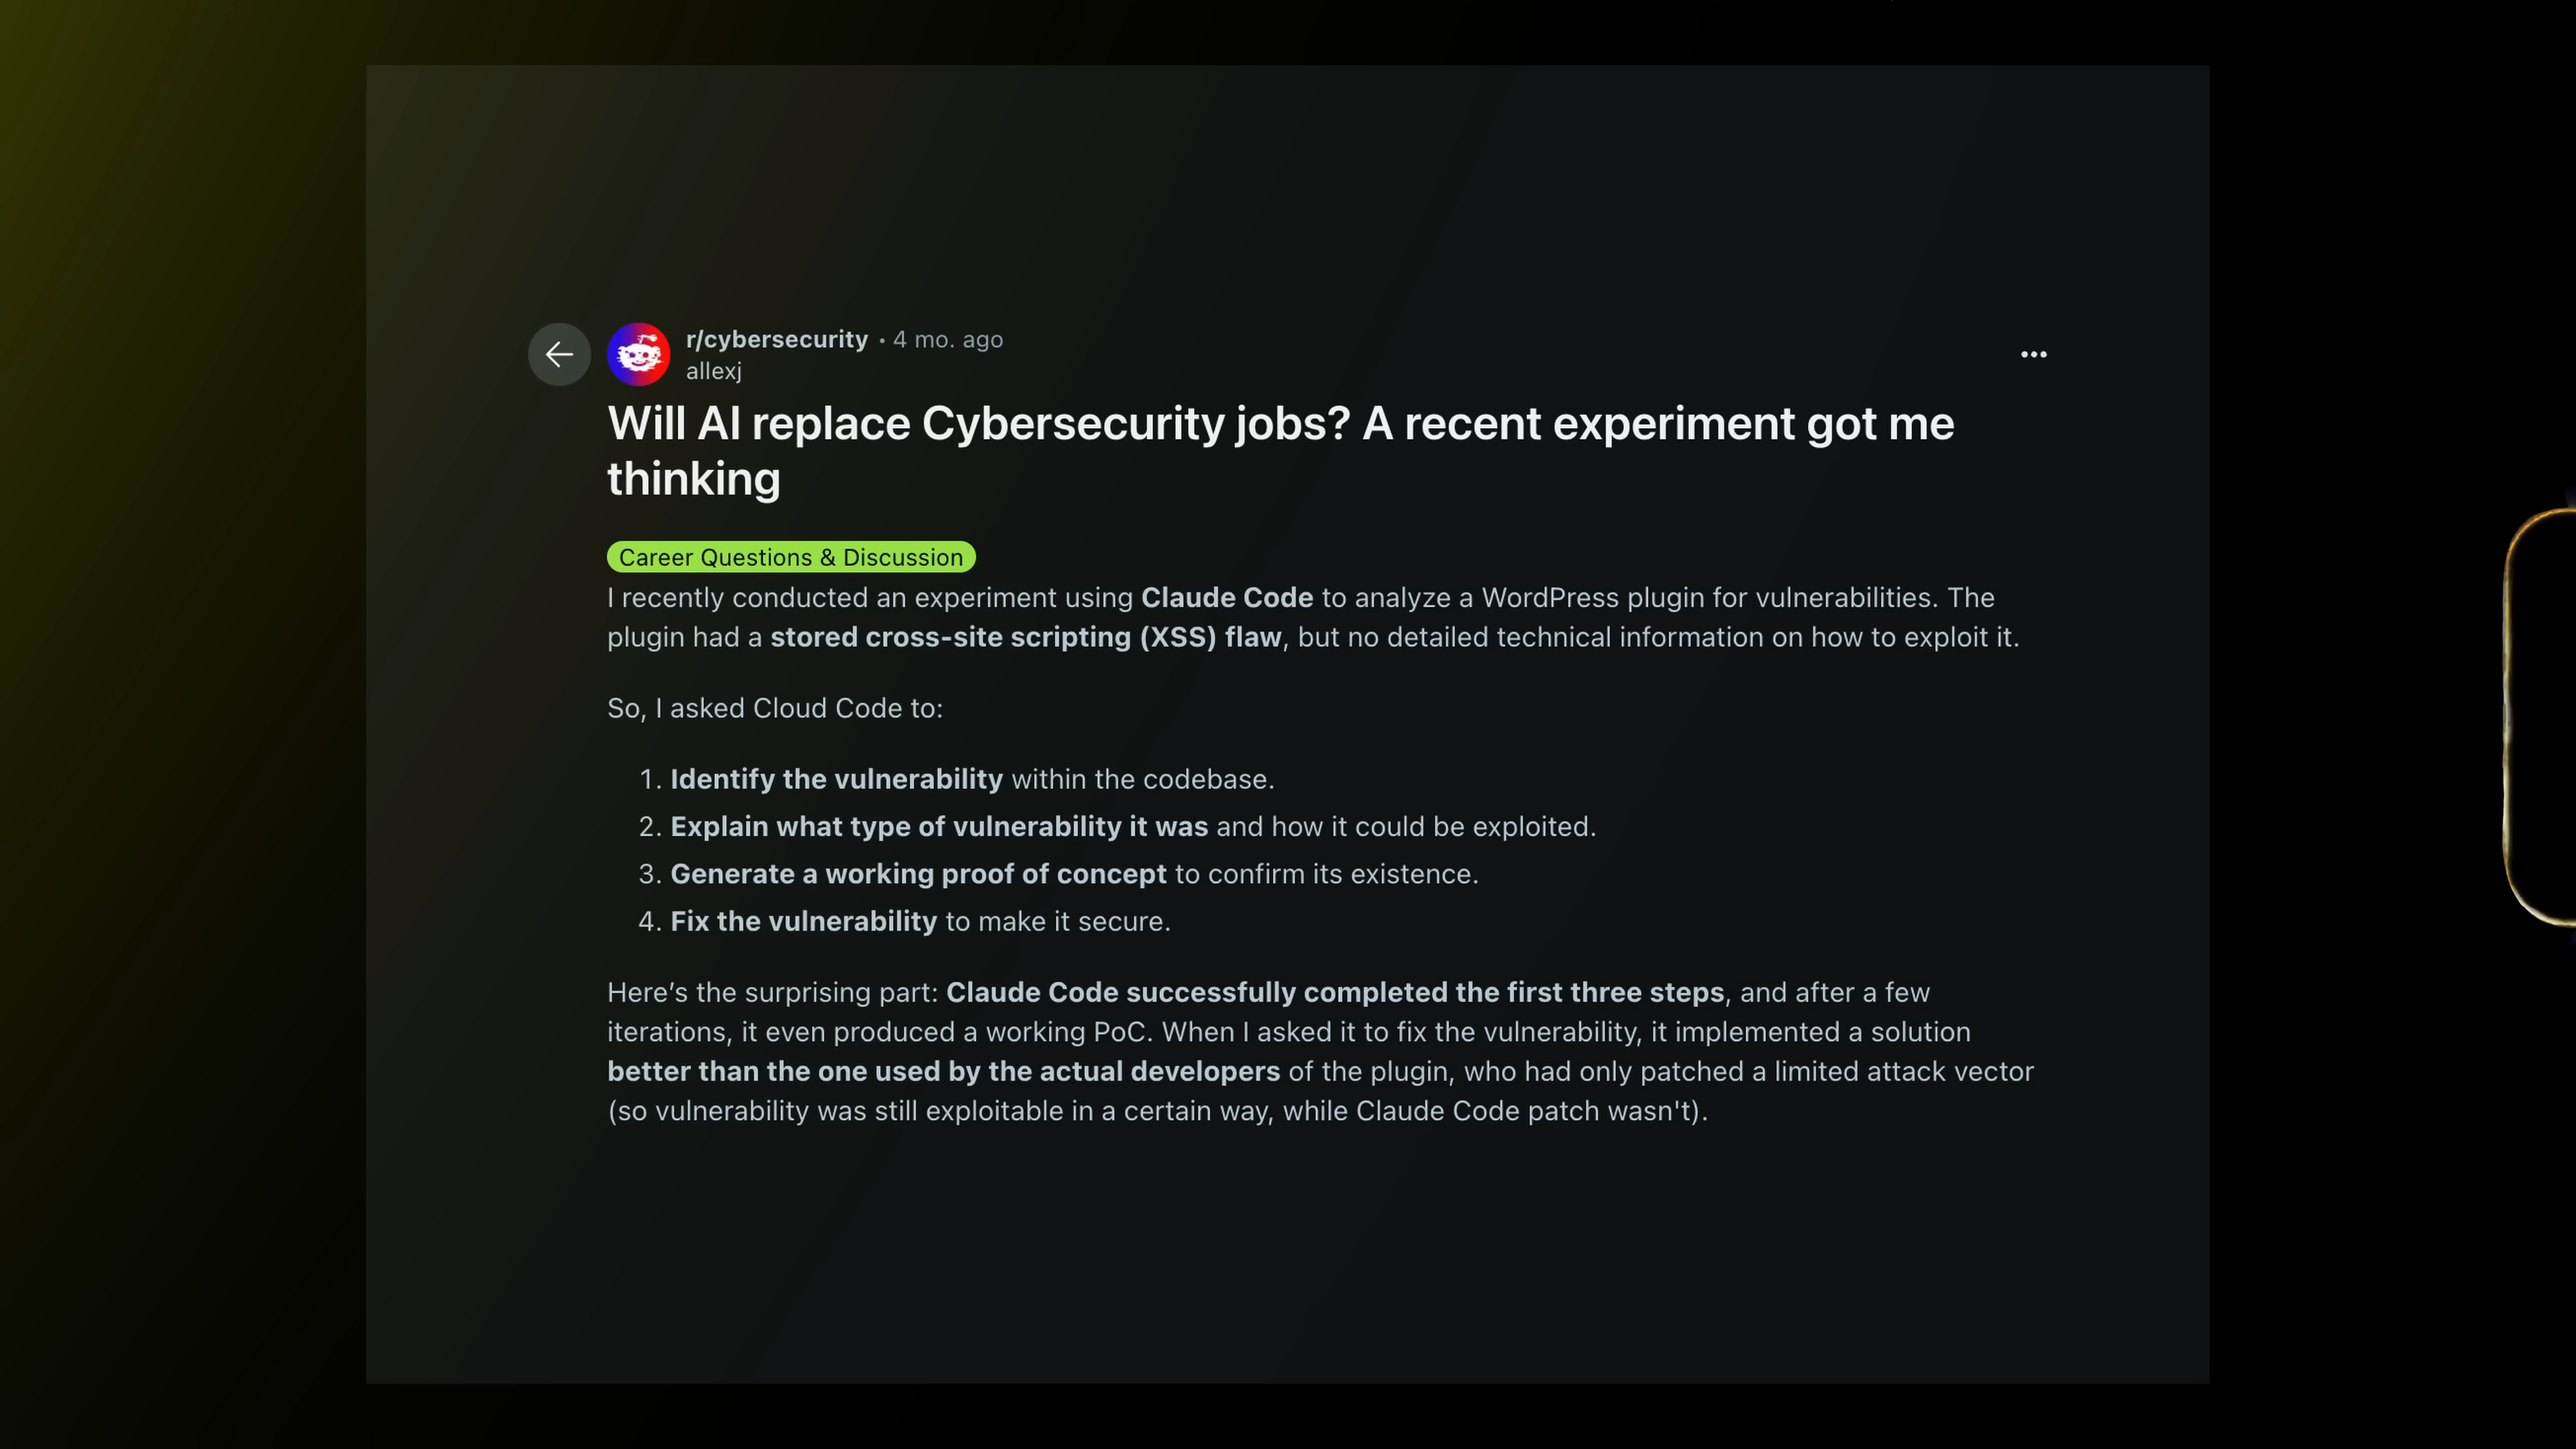 r/cybersecurity • 4 mo. ago
allexj
Will AI replace Cybersecurity jobs? A recent experiment got me
thinking
Career Questions & Discussion
I recently conducted an experiment using Claude Code to analyze a WordPress plugin for vulnerabilities. The
plugin had a stored cross-site scripting (XSS) flaw, but no detailed technical information on how to exploit it.
So, I asked Cloud Code to:
1. Identify the vulnerability within the codebase.
2. Explain what type of vulnerability it was and how it could be exploited.
3. Generate a working proof of concept to confirm its existence.
4. Fix the vulnerability to make it secure.
Here’s the surprising part: Claude Code successfully completed the first three steps, and after a few
iterations, it even produced a working PoC. When I asked it to fix the vulnerability, it implemented a solution
better than the one used by the actual developers of the plugin, who had only patched a limited attack vector
(so vulnerability was still exploitable in a certain way, while Claude Code patch wasn't).